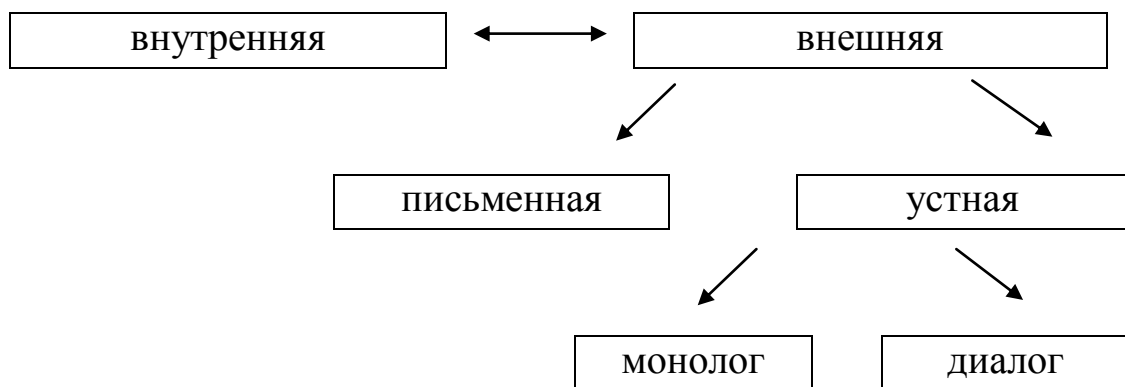 внутренняя внешняя
письменная устная
монолог диалог